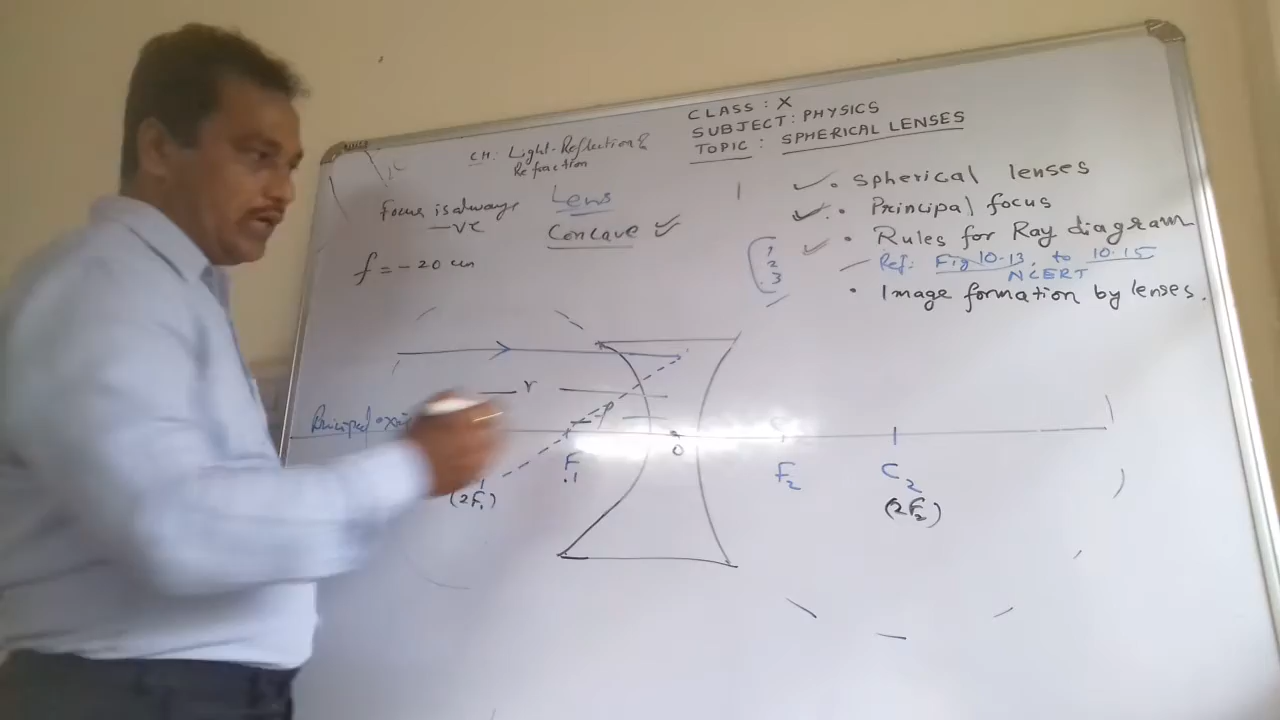 CLASS : X
SUBJECT: PHYSICS
TOPIC : SPHERICAL LENSES
CH: Light-Reflection &
Refraction
Focus is always
-ve
f = -20 cm
Lens
Concave ✓
✓ • Spherical lenses
✓ • Principal focus
✓ • Rules for Ray diagram
Ref: Fig 10.13, to 10.15
NCERT
1
2
3
• Image formation by lenses.
r
Principal axis
F1
(2F1)
O
F2
C2
(2F2)